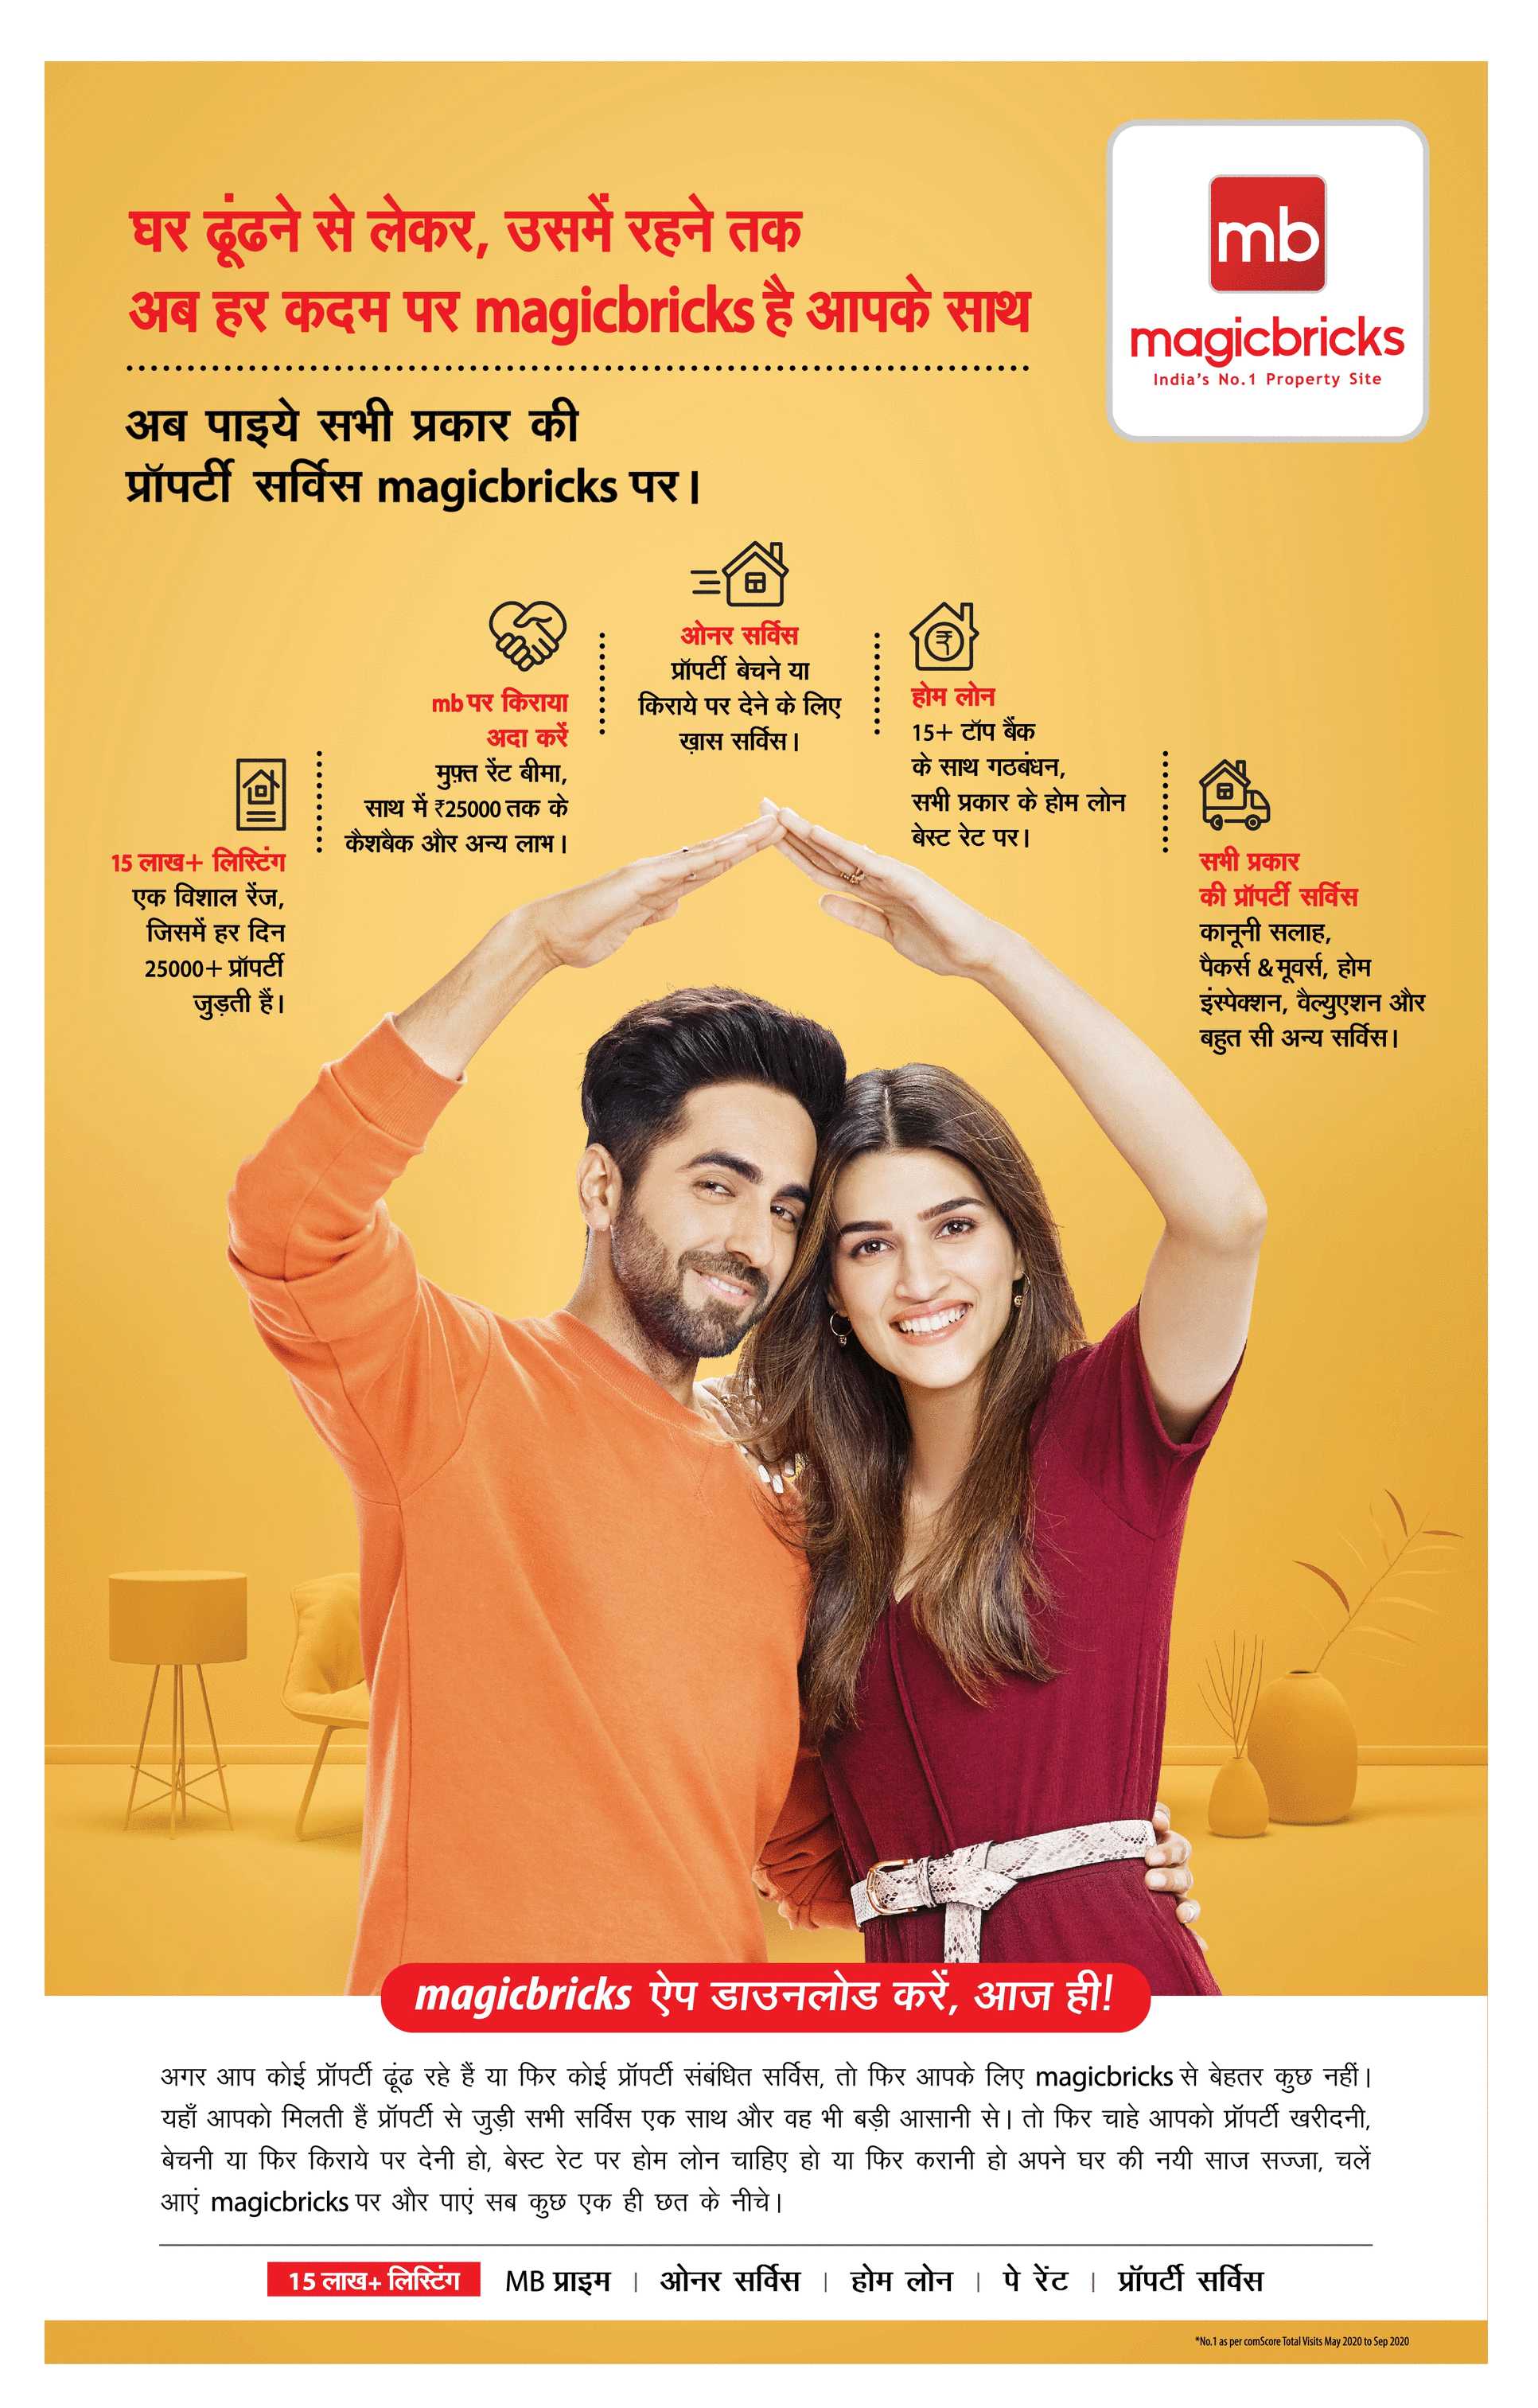 घर ढूंढने से लेकर, उसमें रहने तक
अब हर कदम पर magicbricks है आपके साथ
mb
magicbricks
India's No.1 Property Site
अब पाइये सभी प्रकार की
प्रॉपर्टी सर्विस magicbricks पर।
15 लाख+ लिस्टिंग
एक विशाल रेंज,
जिसमें हर दिन
25000+ प्रॉपर्टी
जुड़ती हैं।
mb पर किराया
अदा करें
मुफ़्त रेंट बीमा,
साथ में ₹25000 तक के
कैशबैक और अन्य लाभ।
ओनर सर्विस
प्रॉपर्टी बेचने या
किराये पर देने के लिए
ख़ास सर्विस।
होम लोन
15+ टॉप बैंक
के साथ गठबंधन,
सभी प्रकार के होम लोन
बेस्ट रेट पर।
सभी प्रकार
की प्रॉपर्टी सर्विस
कानूनी सलाह,
पैकर्स & मूवर्स, होम
इंस्पेक्शन, वैल्युएशन और
बहुत सी अन्य सर्विस।
magicbricks ऐप डाउनलोड करें, आज ही!
अगर आप कोई प्रॉपर्टी ढूंढ रहे हैं या फिर कोई प्रॉपर्टी संबंधित सर्विस, तो फिर आपके लिए magicbricks से बेहतर कुछ नहीं।
यहाँ आपको मिलती हैं प्रॉपर्टी से जुड़ी सभी सर्विस एक साथ और वह भी बड़ी आसानी से। तो फिर चाहे आपको प्रॉपर्टी खरीदनी,
बेचनी या फिर किराये पर देनी हो, बेस्ट रेट पर होम लोन चाहिए हो या फिर करानी हो अपने घर की नयी साज सज्जा, चलें
आएं magicbricks पर और पाएं सब कुछ एक ही छत के नीचे।
15 लाख+ लिस्टिंग MB प्राइम | ओनर सर्विस | होम लोन | पे रेंट | प्रॉपर्टी सर्विस
*No.1 as per comScore Total Visits May 2020 to Sep 2020